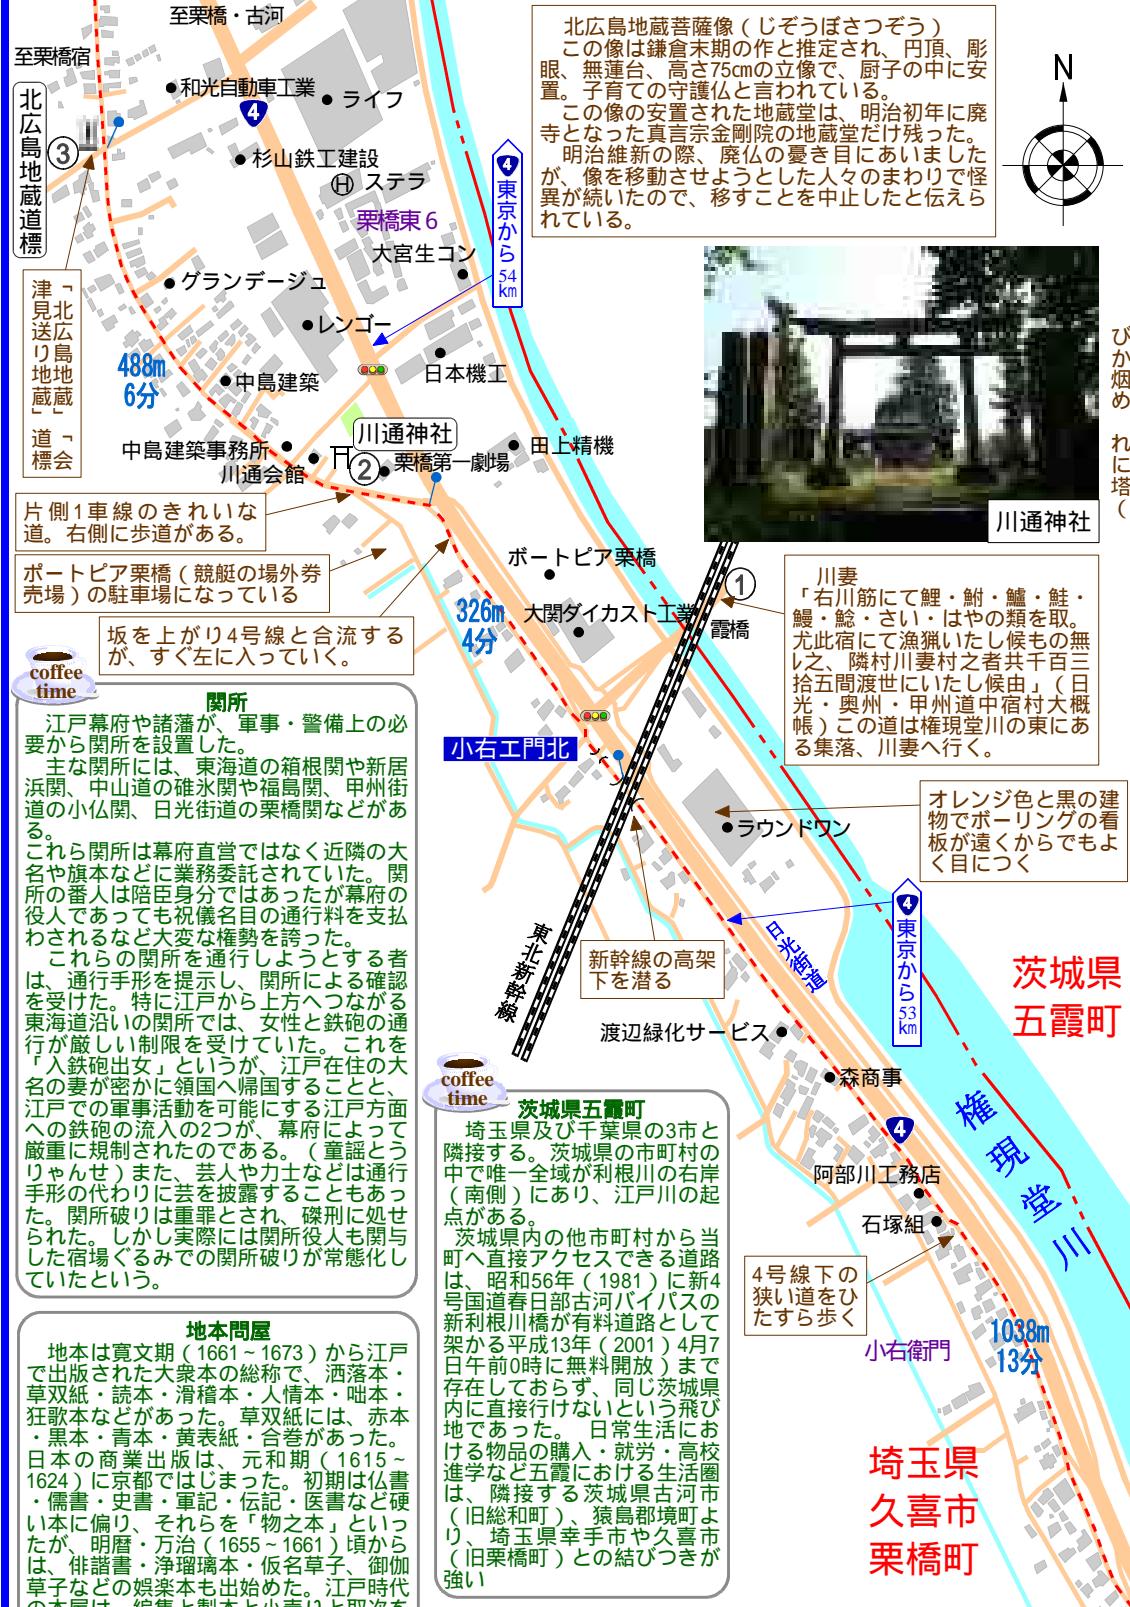 至栗橋・古河
至栗橋宿
北広島地蔵道標
③
和光自動車工業
ライフ
4
杉山鉄工建設
H ステラ
栗橋東6
大宮生コン
グランデージュ
レンゴー
日本機工
中島建築
488m
6分
「北広島地蔵」「会
津見送り地蔵」道標
4
東京から
54
km
北広島地蔵菩薩像(じぞうぼさつぞう)
この像は鎌倉末期の作と推定され、円頂、彫
眼、無蓮台、高さ75㎝の立像で、厨子の中に安
置。子育ての守護仏と言われている。
この像の安置された地蔵堂は、明治初年に廃
寺となった真言宗金剛院の地蔵堂だけ残った。
明治維新の際、廃仏の憂き目にあいました
が、像を移動させようとした人々のまわりで怪
異が続いたので、移すことを中止したと伝えら
れている。
N
川通神社
びか烟め
れに塔(
中島建築事務所
川通会館
川通神社
②
栗橋第一劇場
田上精機
片側1車線のきれいな
道。右側に歩道がある。
ボートピア栗橋(競艇の場外券
売場)の駐車場になっている
坂を上がり4号線と合流する
が、すぐ左に入っていく。
ボートピア栗橋
326m
4分
大関ダイカスト工業
①
霞橋
川妻
「右川筋にて鯉・鮒・鱸・鮭・
鰻・鯰・さい・はやの類を取。
尤此宿にて漁猟いたし候もの無
レ之、隣村川妻村之者共千百三
拾五間渡世にいたし候由」(日
光・奥州・甲州道中宿村大概
帳)この道は権現堂川の東にあ
る集落、川妻へ行く。
小右エ門北
オレンジ色と黒の建
物でボーリングの看
板が遠くからでもよ
く目につく
ラウンドワン
東北新幹線
新幹線の高架
下を潜る
日光街道
4
東京から
53
km
茨城県
五霞町
渡辺緑化サービス
森商事
4
権現堂川
阿部川工務店
石塚組
4号線下の
狭い道をひ
たすら歩く
小右衛門
1038m
13分
埼玉県
久喜市
栗橋町
coffee
time
関所
江戸幕府や諸藩が、軍事・警備上の必
要から関所を設置した。
主な関所には、東海道の箱根関や新居
浜関、中山道の碓氷関や福島関、甲州街
道の小仏関、日光街道の栗橋関などがあ
る。
これら関所は幕府直営ではなく近隣の大
名や旗本などに業務委託されていた。関
所の番人は陪臣身分ではあったが幕府の
役人であっても祝儀名目の通行料を支払
わされるなど大変な権勢を誇った。
これらの関所を通行しようとする者
は、通行手形を提示し、関所による確認
を受けた。特に江戸から上方へつながる
東海道沿いの関所では、女性と鉄砲の通
行が厳しい制限を受けていた。これを
「入鉄砲出女」というが、江戸在住の大
名の妻が密かに領国へ帰国することと、
江戸での軍事活動を可能にする江戸方面
への鉄砲の流入の2つが、幕府によって
厳重に規制されたのである。(童謡とう
りゃんせ)また、芸人や力士などは通行
手形の代わりに芸を披露することもあっ
た。関所破りは重罪とされ、磔刑に処せ
られた。しかし実際には関所役人も関与
した宿場ぐるみでの関所破りが常態化し
ていたという。
地本問屋
地本は寛文期(1661~1673)から江戸
で出版された大衆本の総称で、洒落本・
草双紙・読本・滑稽本・人情本・咄本・
狂歌本などがあった。草双紙には、赤本
・黒本・青本・黄表紙・合巻があった。
日本の商業出版は、元和期(1615~
1624)に京都ではじまった。初期は仏書
・儒書・史書・軍記・伝記・医書など硬
い本に偏り、それらを「物之本」といっ
たが、明暦・万治(1655~1661)頃から
は、俳諧書・浄瑠璃本・仮名草子、御伽
草子などの娯楽本も出始めた。江戸時代
の本屋は、編集と製本と小売りと取次を
coffee
time
茨城県五霞町
埼玉県及び千葉県の3市と
隣接する。茨城県の市町村の
中で唯一全域が利根川の右岸
(南側)にあり、江戸川の起
点がある。
茨城県内の他市町村から当
町へ直接アクセスできる道路
は、昭和56年(1981)に新4
号国道春日部古河バイパスの
新利根川橋が有料道路として
架かる平成13年(2001)4月7
日午前0時に無料開放)まで
存在しておらず、同じ茨城県
内に直接行けないという飛び
地であった。 日常生活にお
ける物品の購入・就労・高校
進学など五霞における生活圏
は、隣接する茨城県古河市
(旧総和町)、猿島郡境町よ
り、埼玉県幸手市や久喜市
(旧栗橋町)との結びつきが
強い